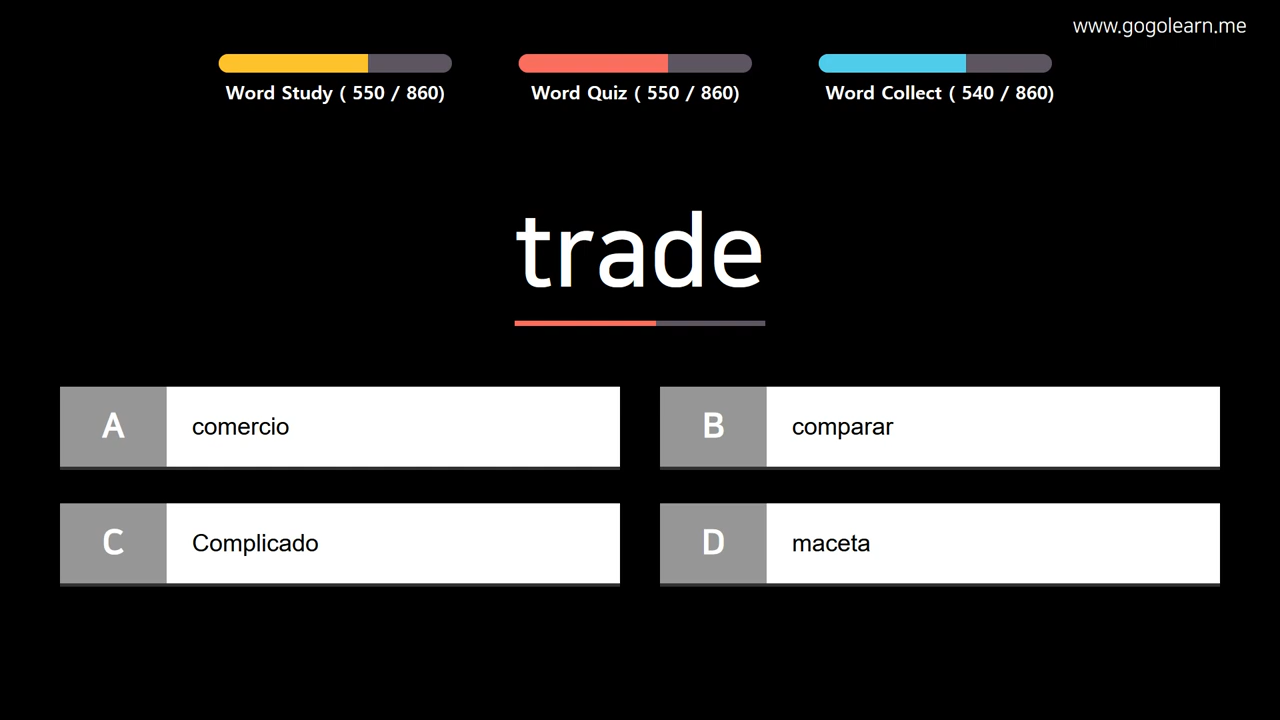 www.gogolearn.me
Word Study ( 550 / 860)
Word Quiz ( 550 / 860)
Word Collect ( 540 / 860)
trade
A
comercio
B
comparar
C
Complicado
D
maceta